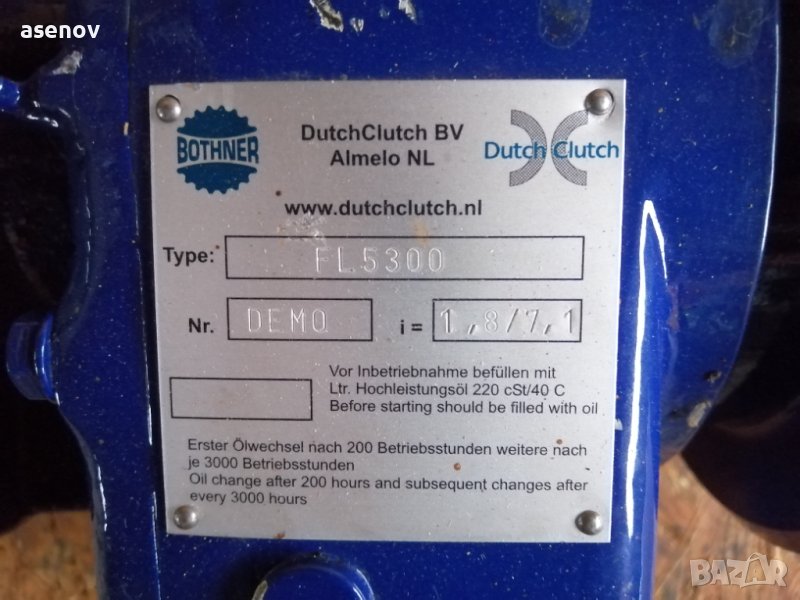 asenov
BOTHNER
DutchClutch BV
Almelo NL
Dutch Clutch
www.dutchclutch.nl
Type: FL5300
Nr. DEMO i = 1,8/7,1
Vor Inbetriebnahme befüllen mit
Ltr. Hochleistungsöl 220 cSt/40 C
Before starting should be filled with oil
Erster Ölwechsel nach 200 Betriebsstunden weitere nach
je 3000 Betriebsstunden
Oil change after 200 hours and subsequent changes after
every 3000 hours
BAZAR